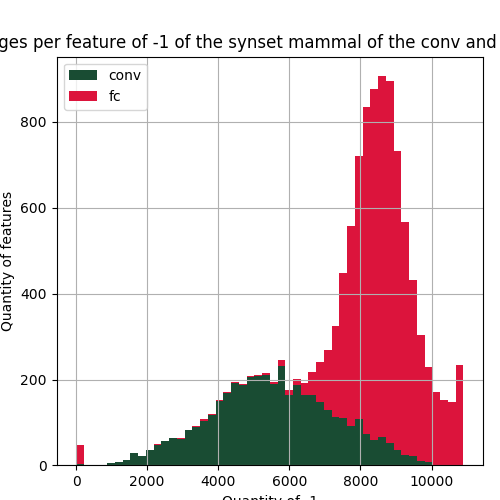 ges per feature of -1 of the synset mammal of the conv and
conv
fc
Quantity of features
800
600
400
200
0
0 2000 4000 6000 8000 10000
Quantity of -1